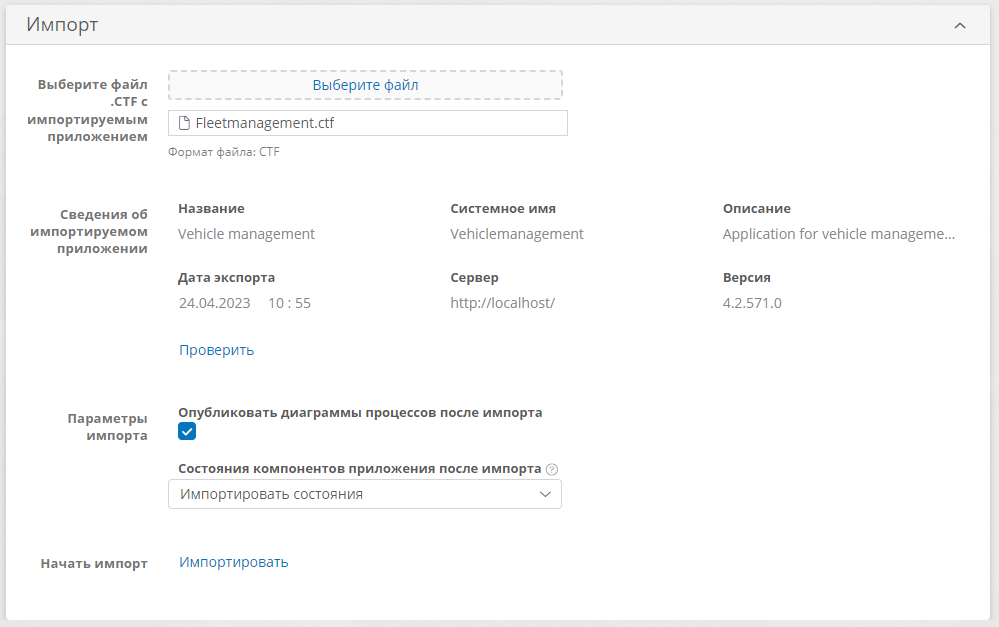 Импорт
Выберите файл
.CTF с
импортируемым
приложением
Выберите файл
Fleetmanagement.ctf
Формат файла: CTF
Сведения об
импортируемом
приложении
Название
Системное имя
Описание
Vehicle management
Vehiclemanagement
Application for vehicle manageme...
Дата экспорта
Сервер
Версия
24.04.2023 10 : 55
http://localhost/
4.2.571.0
Проверить
Параметры
импорта
Опубликовать диаграммы процессов после импорта
Состояния компонентов приложения после импорта ?
Импортировать состояния
Начать импорт
Импортировать